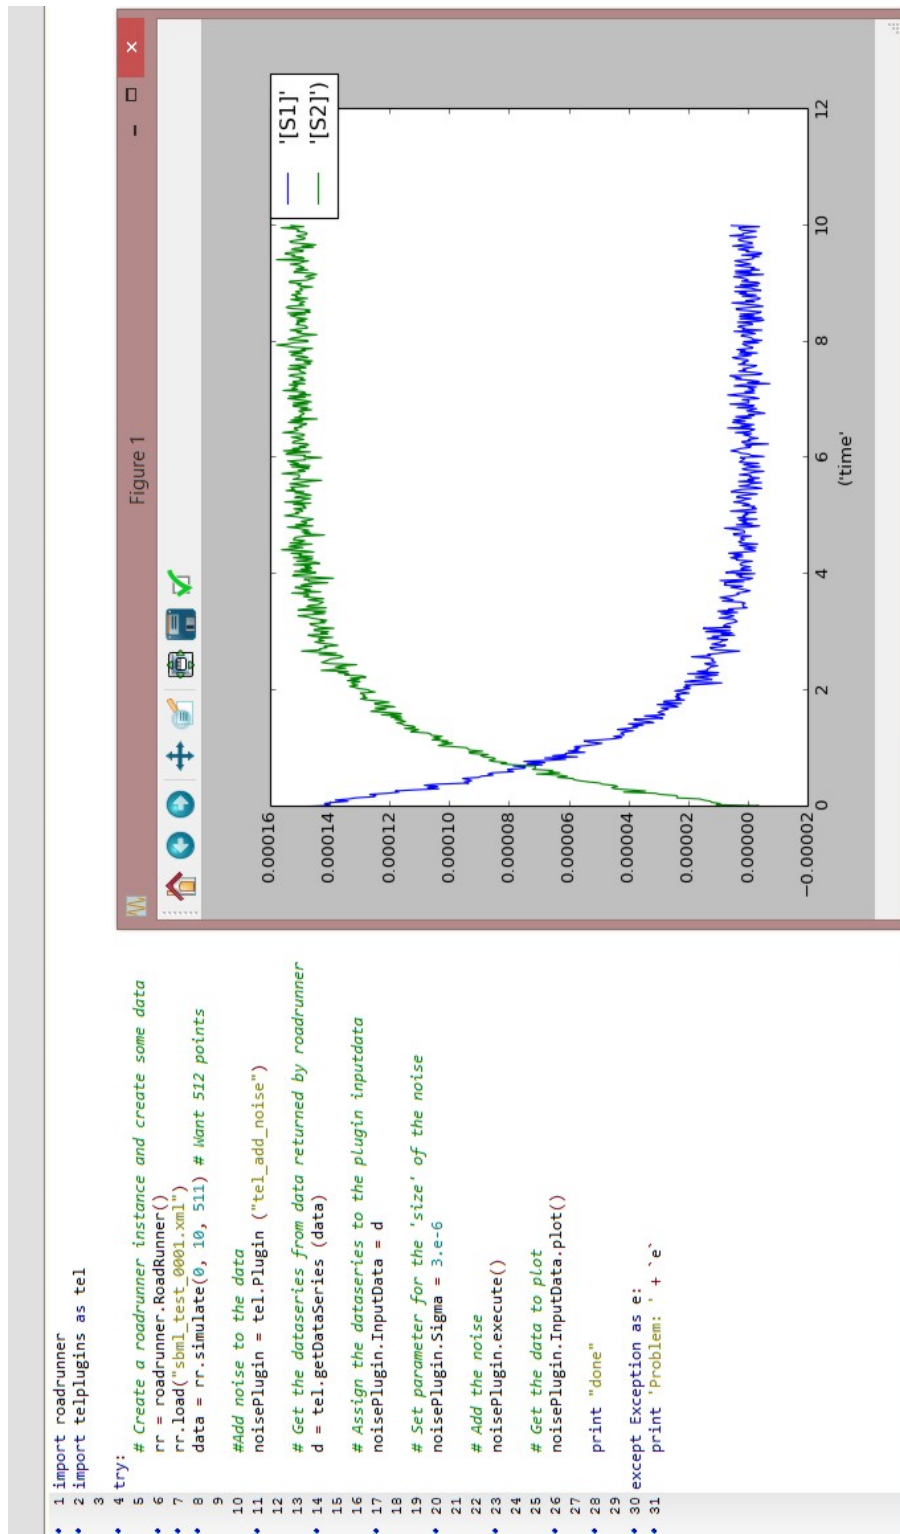 1 import roadrunner
2 import telplugins as tel
3
4 try:
5 # Create a roadrunner instance and create some data
6 rr = roadrunner.RoadRunner()
7 rr.load("sbml_test_0001.xml")
8 data = rr.simulate(0, 10, 511) # Want 512 points
9
10 #Add noise to the data
11 noisePlugin = tel.Plugin ("tel_add_noise")
12
13 # Get the dataseries from data returned by roadrunner
14 d = tel.getDataSeries (data)
15
16 # Assign the dataseries to the plugin inputdata
17 noisePlugin.InputData = d
18
19 # Set parameter for the 'size' of the noise
20 noisePlugin.Sigma = 3.e-6
21
22 # Add the noise
23 noisePlugin.execute()
24
25 # Get the data to plot
26 noisePlugin.InputData.plot()
27
28 print "done"
29
30 except Exception as e:
31 print 'Problem: ' + `e`
Figure 1
'[S1]'
'[S2]')
0.00016
0.00014
0.00012
0.00010
0.00008
0.00006
0.00004
0.00002
0.00000
−0.00002
0 2 4 6 8 10 12
('time'